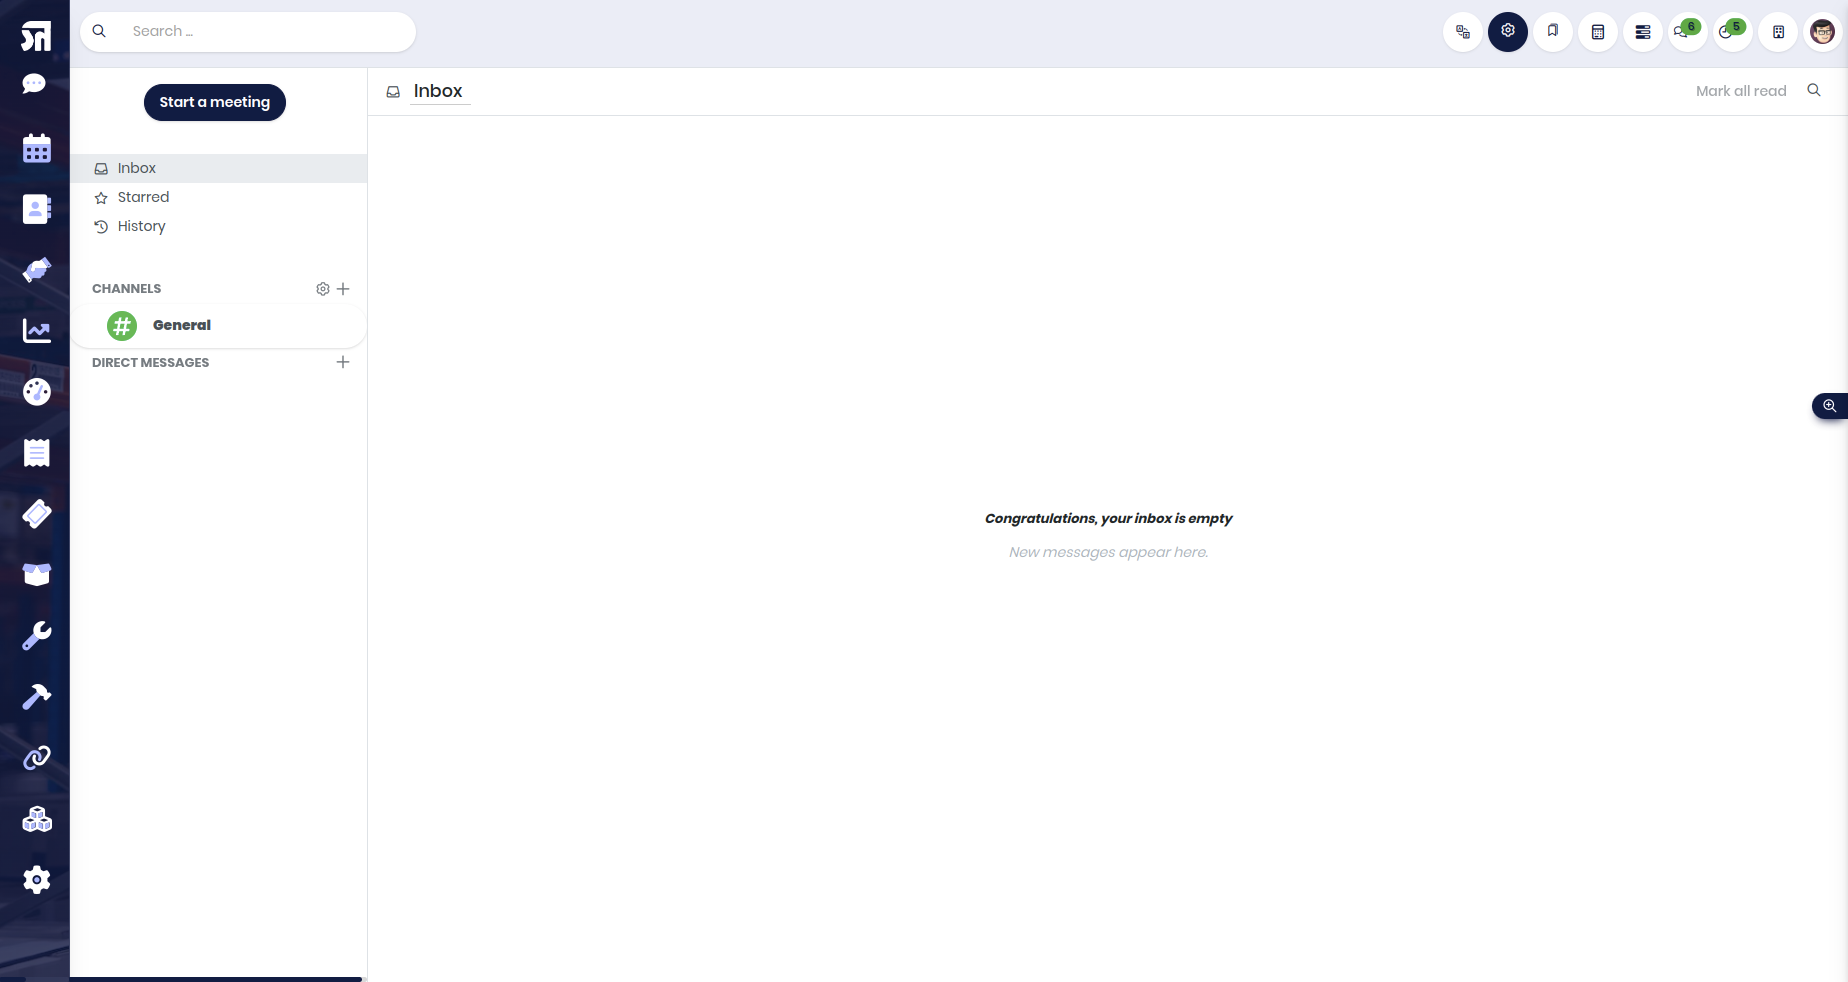 Search ...
6
5
Start a meeting
Inbox
Starred
History
CHANNELS
General
DIRECT MESSAGES
Inbox
Mark all read
Congratulations, your inbox is empty
New messages appear here.